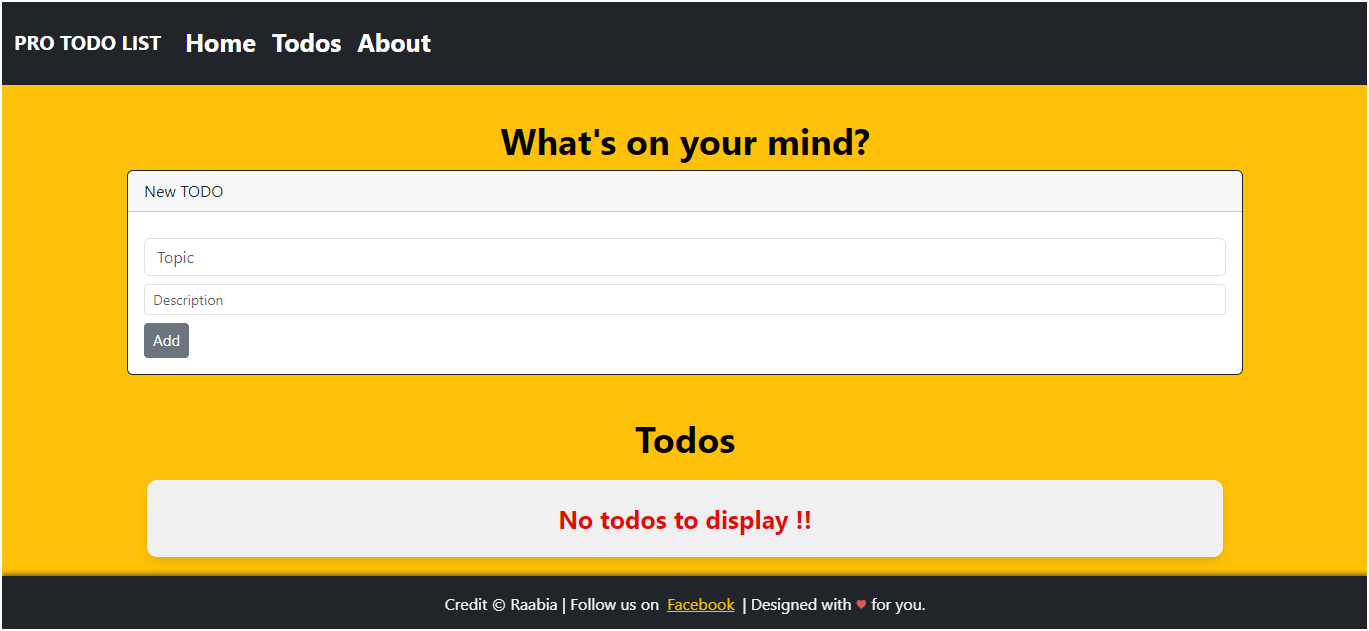 PRO TODO LIST Home Todos About
What's on your mind?
New TODO
Topic
Description
Add
Todos
No todos to display !!
Credit © Raabia | Follow us on Facebook | Designed with ♥ for you.